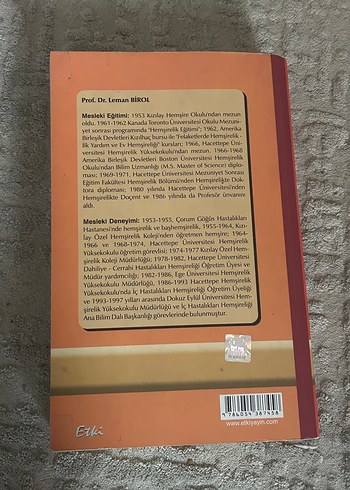 Prof. Dr. Leman BİROL
Mesleki Eğitimi: 1953 Kızılay Hemşire Okulu'ndan mezun
oldu. 1961-1962 Kanada Toronto Üniversitesi Okulu Mezuni-
yet sonrası programında "Hemşirelik Eğitimi"; 1962, Amerika
Birleşik Devletleri Kızılhaç bursu ile "Felaketlerde Hemşirelik -
İlk Yardım ve Ev Hemşireliği" kursları; 1966, Hacettepe Üni-
versitesi Hemşirelik Yüksekokulu'ndan mezun. 1966-1968
Amerika Birleşik Devletleri Boston Üniversitesi Hemşirelik
Okulu'ndan Bilim Uzmanlığı (M.S. Master of Science) diplo-
ması; 1969-1971, Hacettepe Üniversitesi Mezuniyet Sonrası
Eğitim Fakültesi Hemşirelik Bölümü'nden Hemşirelikte Dok-
tora diploması; 1980 yılında Hacettepe Üniversitesi'nden
Hemşirelikte Doçent ve 1986 yılında da Profesör ünvanını
aldı.
Mesleki Deneyimi: 1953-1955, Çorum Göğüs Hastalıkları
Hastanesi'nde hemşirelik ve başhemşirelik, 1955-1964, Kızı-
lay Özel Hemşirelik Koleji'nden öğretmen hemşire; 1964-
1966 ve 1968-1974, Hacettepe Üniversitesi Hemşirelik
Yüksekokulu öğretim görevlisi; 1974-1977 Kızılay Özel Hem-
şirelik Koleji Müdürlüğü; 1978-1982, Hacettepe Üniversitesi
Dahiliye - Cerrahi Hastalıkları Hemşireliği Öğretim Üyesi ve
Müdür yardımcılığı; 1982-1986, Ege Üniversitesi Hemşirelik
Yüksekokulu Müdürlüğü, 1986-1993 Hacettepe Hemşirelik
Yüksekokulu'nda İç Hastalıkları Hemşireliği Öğretim Üyeliği
ve 1993-1997 yılları arasında Dokuz Eylül Üniversitesi Hem-
şirelik Yüksekokulu Müdürlüğü ve İç Hastalıkları Hemşireliği
Ana Bilim Dalı Başkanlığı görevlerinde bulunmuştur.
9 786054 387458
www.etkiyayin.com
Etki